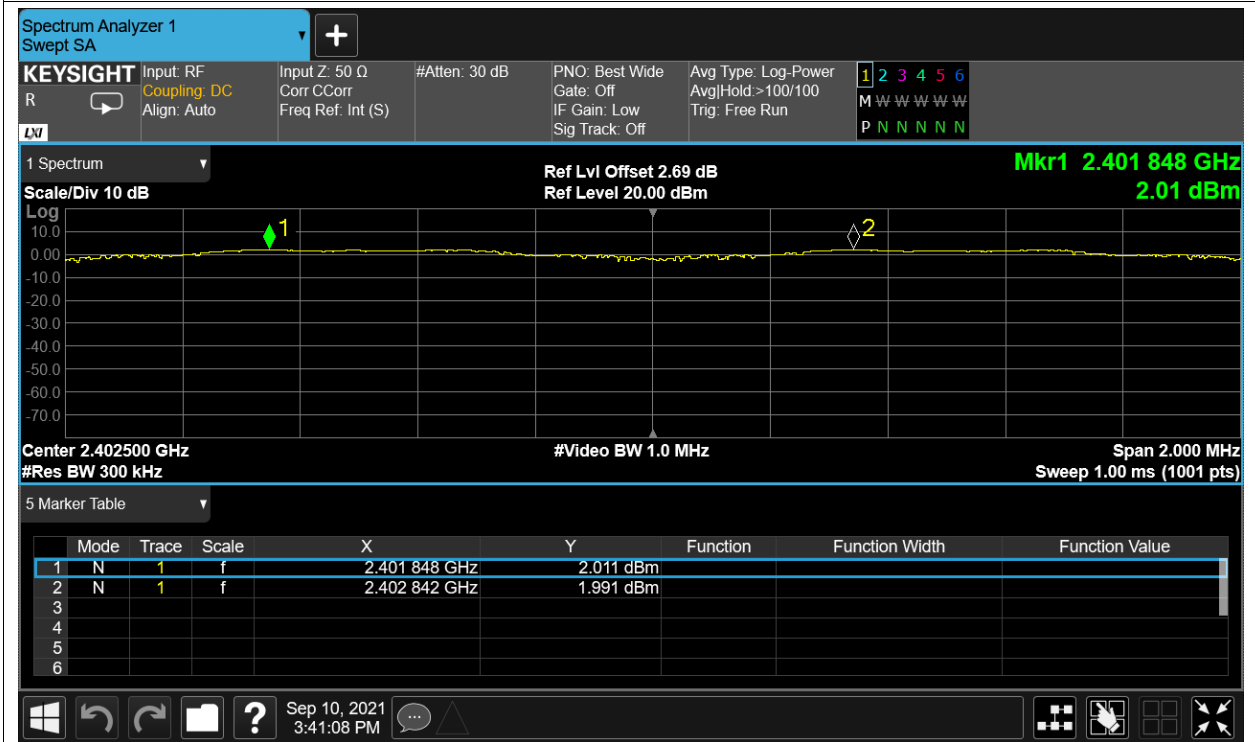 Spectrum Analyzer 1
Swept SA
KEYSIGHT
R
LXI
Input: RF
Coupling: DC
Align: Auto
Input Z: 50 Ω
Corr CCorr
Freq Ref: Int (S)
#Atten: 30 dB
PNO: Best Wide
Gate: Off
IF Gain: Low
Sig Track: Off
Avg Type: Log-Power
Avg|Hold:>100/100
Trig: Free Run
1 2 3 4 5 6
M W W W W W
P N N N N N
1 Spectrum
Scale/Div 10 dB
Ref Lvl Offset 2.69 dB
Ref Level 20.00 dBm
Mkr1 2.401 848 GHz
2.01 dBm
Log
10.0
0.00
-10.0
-20.0
-30.0
-40.0
-50.0
-60.0
-70.0
1
2
Center 2.402500 GHz
#Video BW 1.0 MHz
Span 2.000 MHz
#Res BW 300 kHz
Sweep 1.00 ms (1001 pts)
5 Marker Table
Mode Trace Scale X Y Function Function Width Function Value
1 N 1 f 2.401 848 GHz 2.011 dBm
2 N 1 f 2.402 842 GHz 1.991 dBm
3
4
5
6
?
Sep 10, 2021
3:41:08 PM